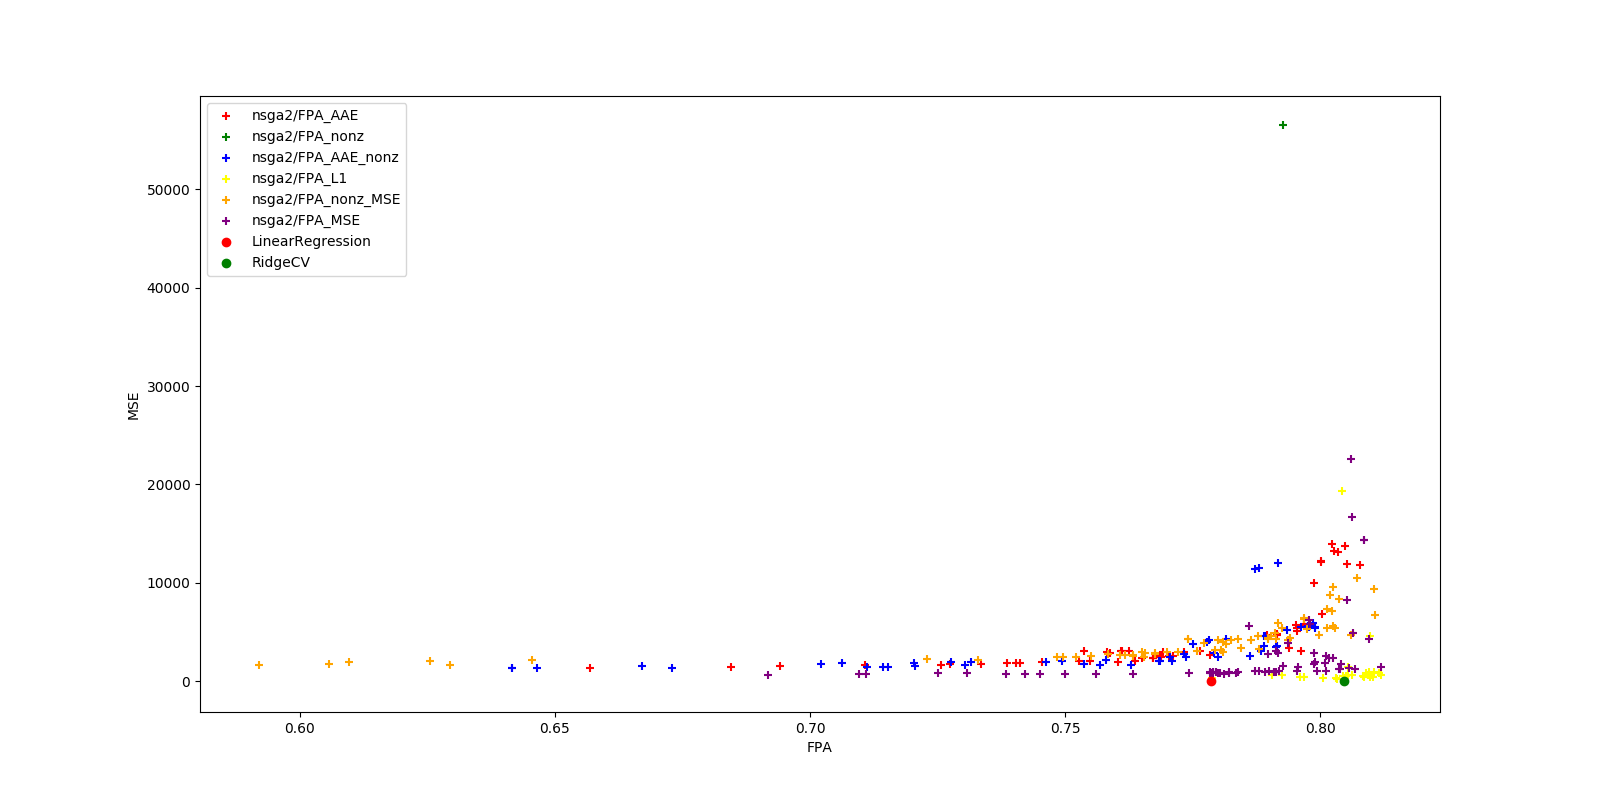 nsga2/FPA_AAE
nsga2/FPA_nonz
nsga2/FPA_AAE_nonz
nsga2/FPA_L1
nsga2/FPA_nonz_MSE
nsga2/FPA_MSE
LinearRegression
RidgeCV
50000
40000
30000
20000
10000
0
MSE
0.60 0.65 0.70 0.75 0.80
FPA